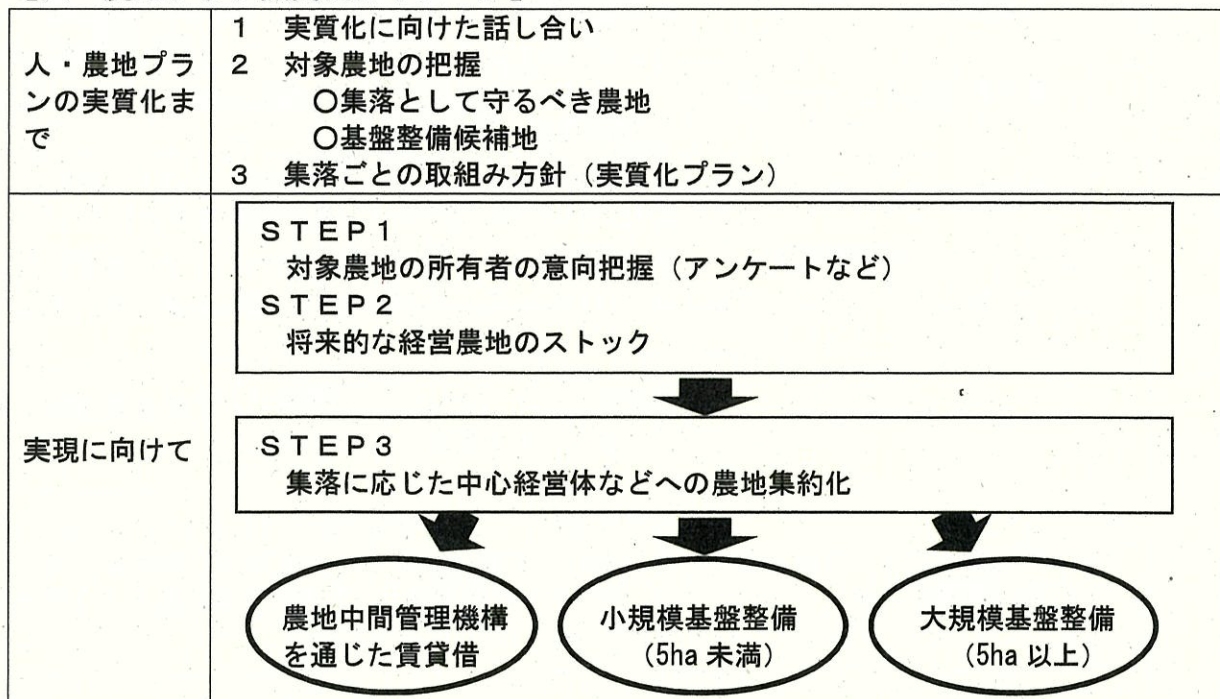 人・農地プラ
ンの実質化ま
で
1 実質化に向けた話し合い
2 対象農地の把握
○集落として守るべき農地
○基盤整備候補地
3 集落ごとの取組み方針（実質化プラン）
実現に向けて
ＳＴＥＰ１
対象農地の所有者の意向把握（アンケートなど）
ＳＴＥＰ２
将来的な経営農地のストック
ＳＴＥＰ３
集落に応じた中心経営体などへの農地集約化
農地中間管理機構
を通じた賃貸借
小規模基盤整備
（5ha 未満）
大規模基盤整備
（5ha 以上）